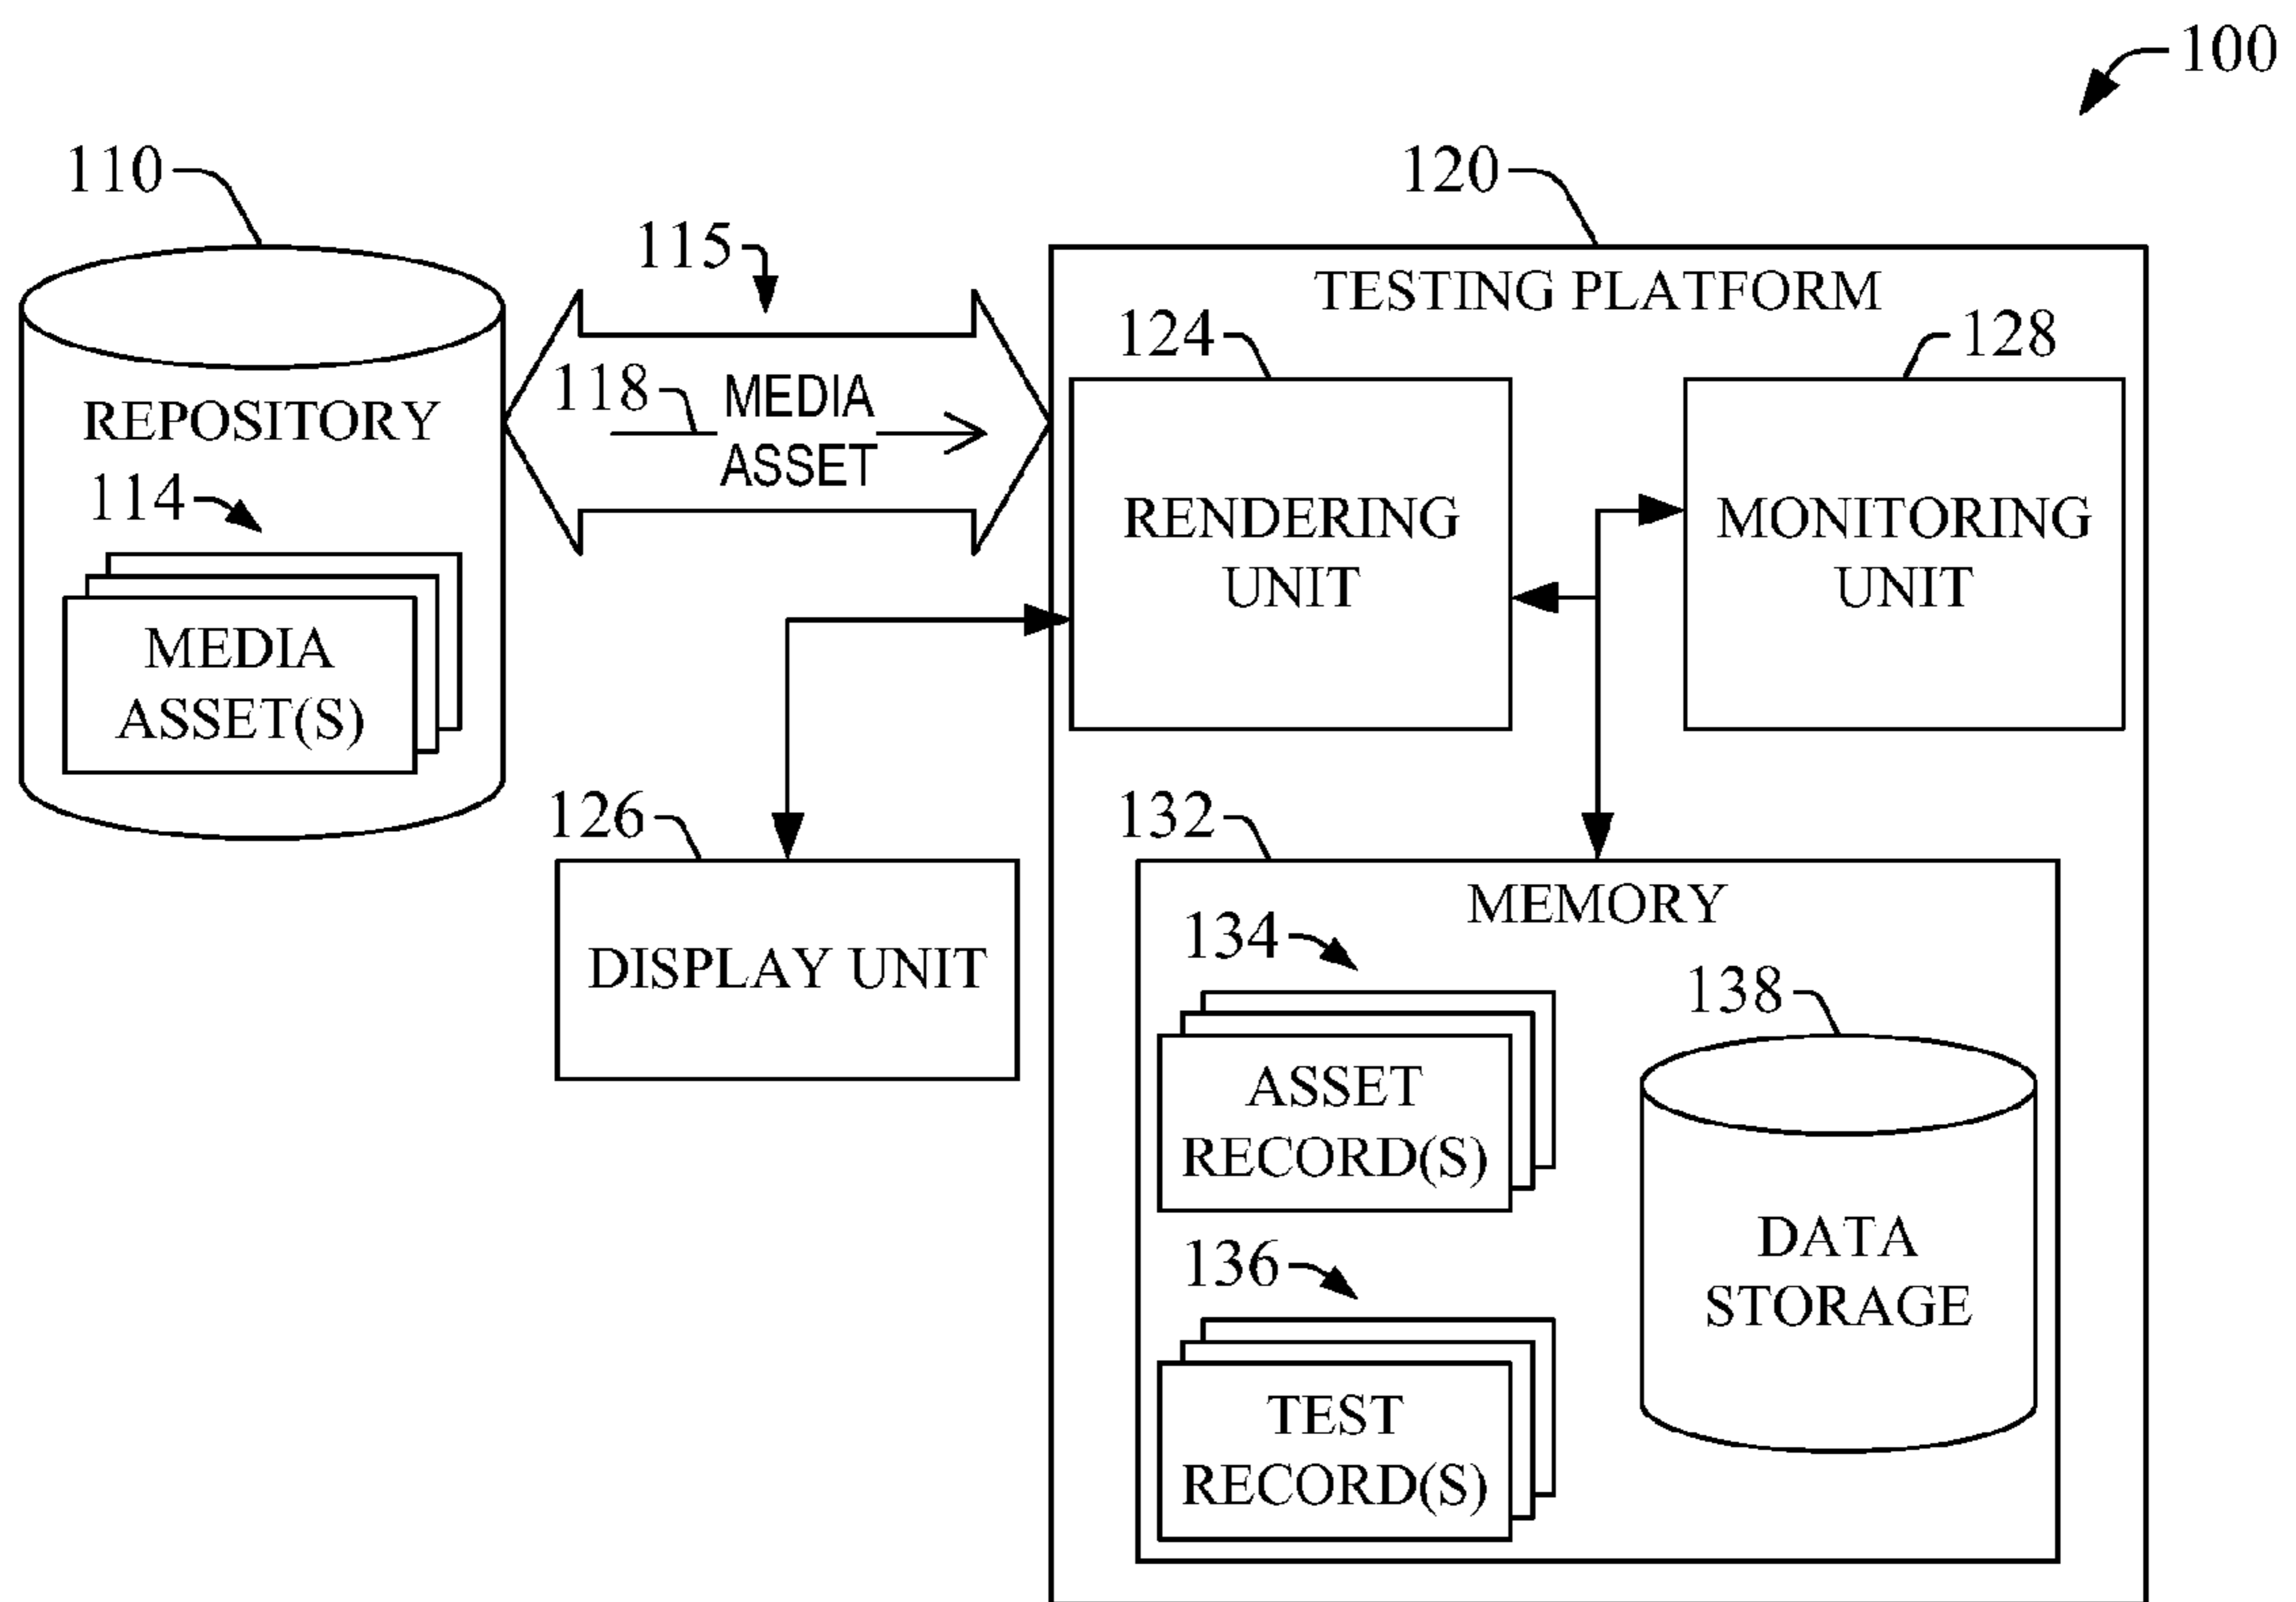 100
110
120
115
TESTING PLATFORM
124
128
118
MEDIA
ASSET
REPOSITORY
114
RENDERING
UNIT
MONITORING
UNIT
MEDIA
ASSET(S)
126
132
DISPLAY UNIT
MEMORY
134
138
ASSET
RECORD(S)
DATA
STORAGE
136
TEST
RECORD(S)